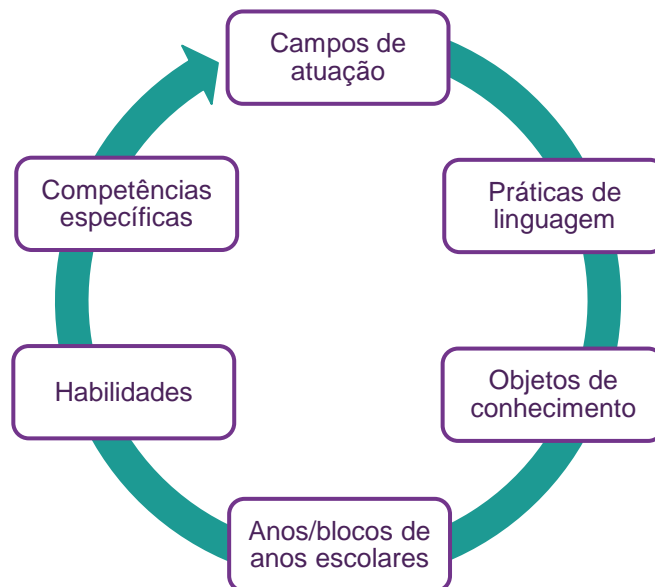 Campos de
atuação
Práticas de
linguagem
Objetos de
conhecimento
Anos/blocos de
anos escolares
Habilidades
Competências
específicas